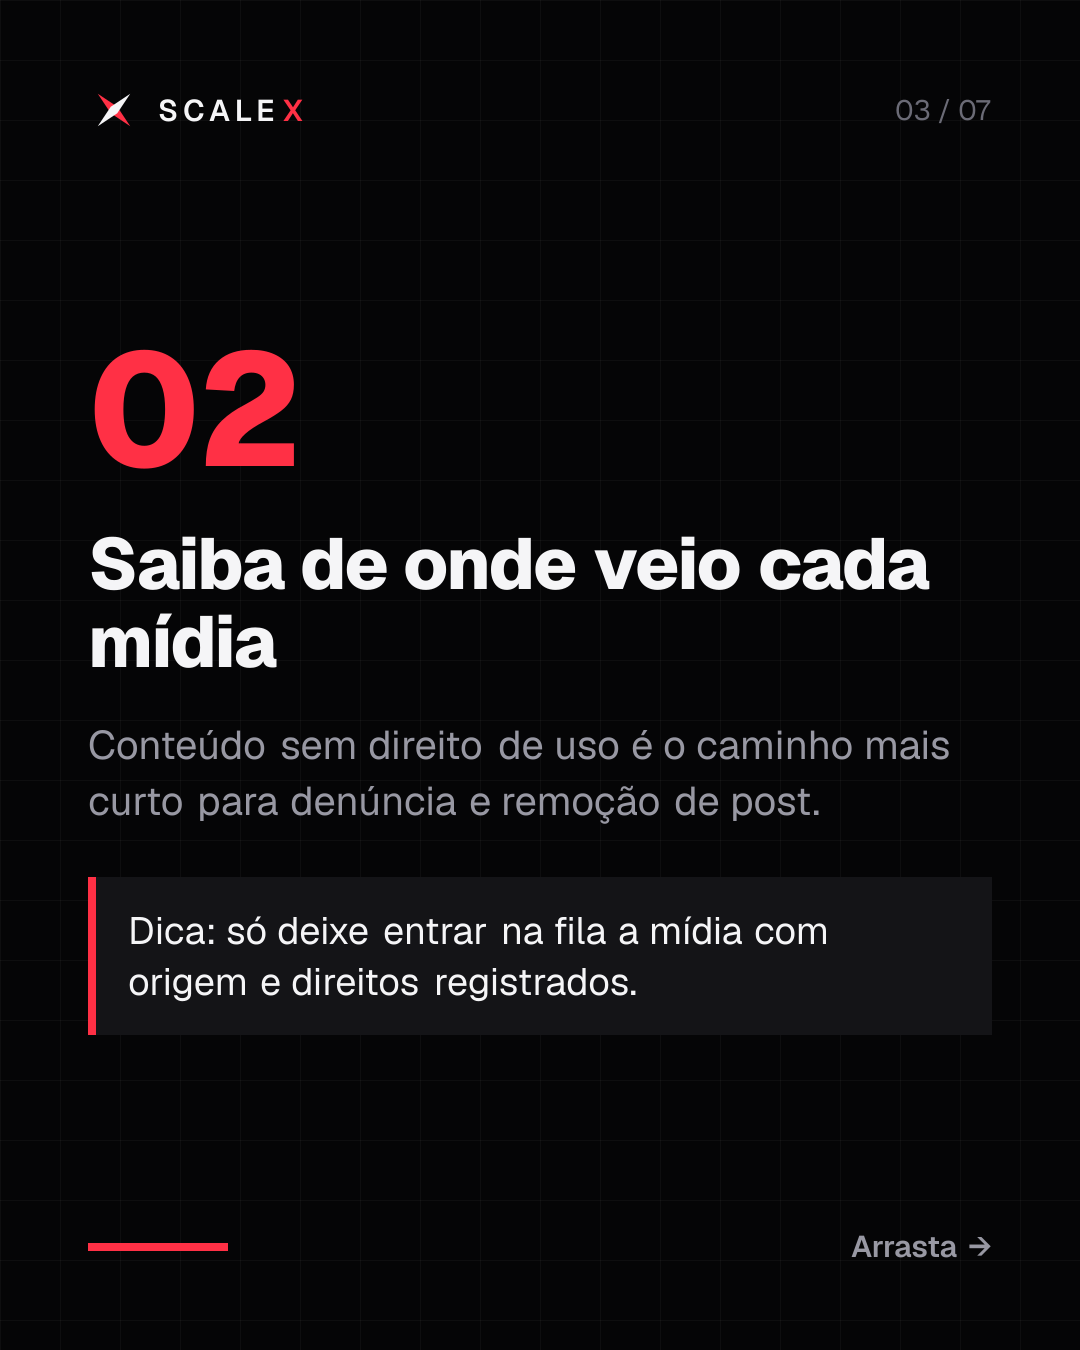 SCALEX
03 / 07
02
Saiba de onde veio cada
mídia
Conteúdo sem direito de uso é o caminho mais
curto para denúncia e remoção de post.
Dica: só deixe entrar na fila a mídia com
origem e direitos registrados.
Arrasta →